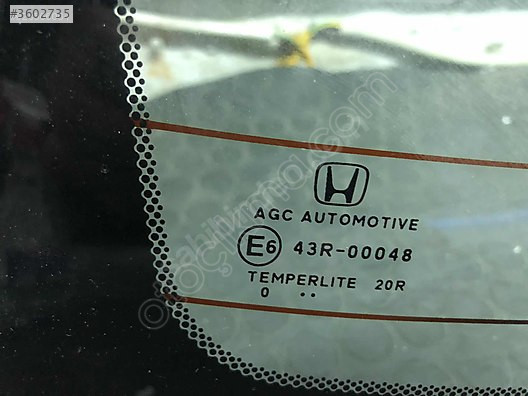 #3602735
AGC AUTOMOTIVE
E6 43R-00048
TEMPERLITE 20R
0 ..